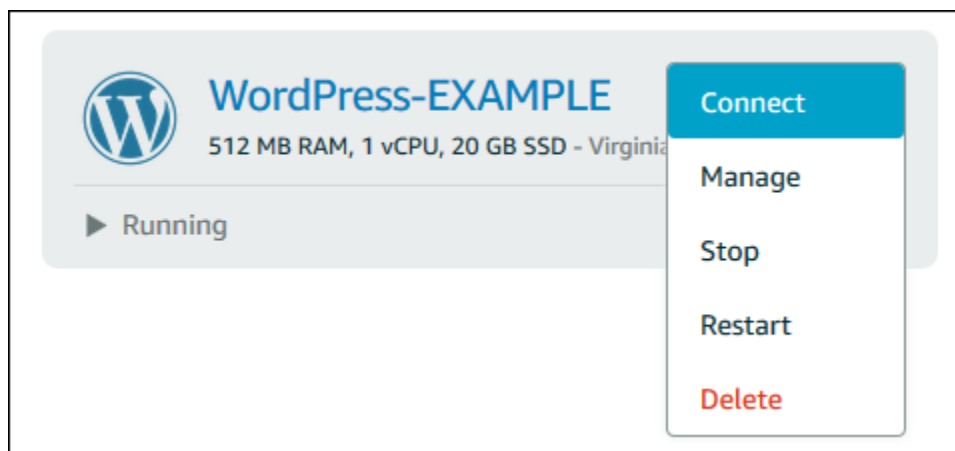 WordPress-EXAMPLE
512 MB RAM, 1 vCPU, 20 GB SSD - Virginia
Running
Connect
Manage
Stop
Restart
Delete